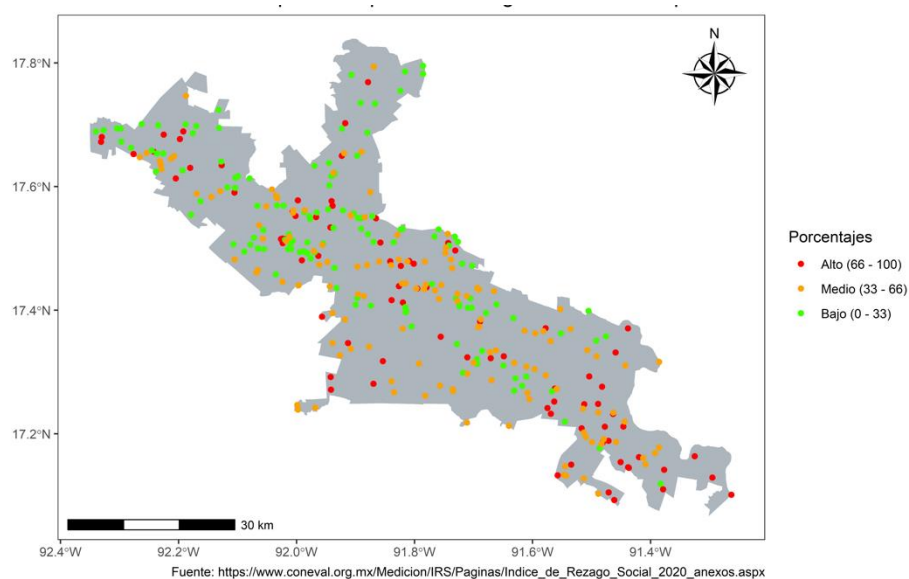 N
17.8°N
17.6°N
17.4°N
17.2°N
Porcentajes
Alto (66 - 100)
Medio (33 - 66)
Bajo (0 - 33)
30 km
92.4°W 92.2°W 92.0°W 91.8°W 91.6°W 91.4°W
Fuente: https://www.coneval.org.mx/Medicion/IRS/Paginas/Indice_de_Rezago_Social_2020_anexos.aspx